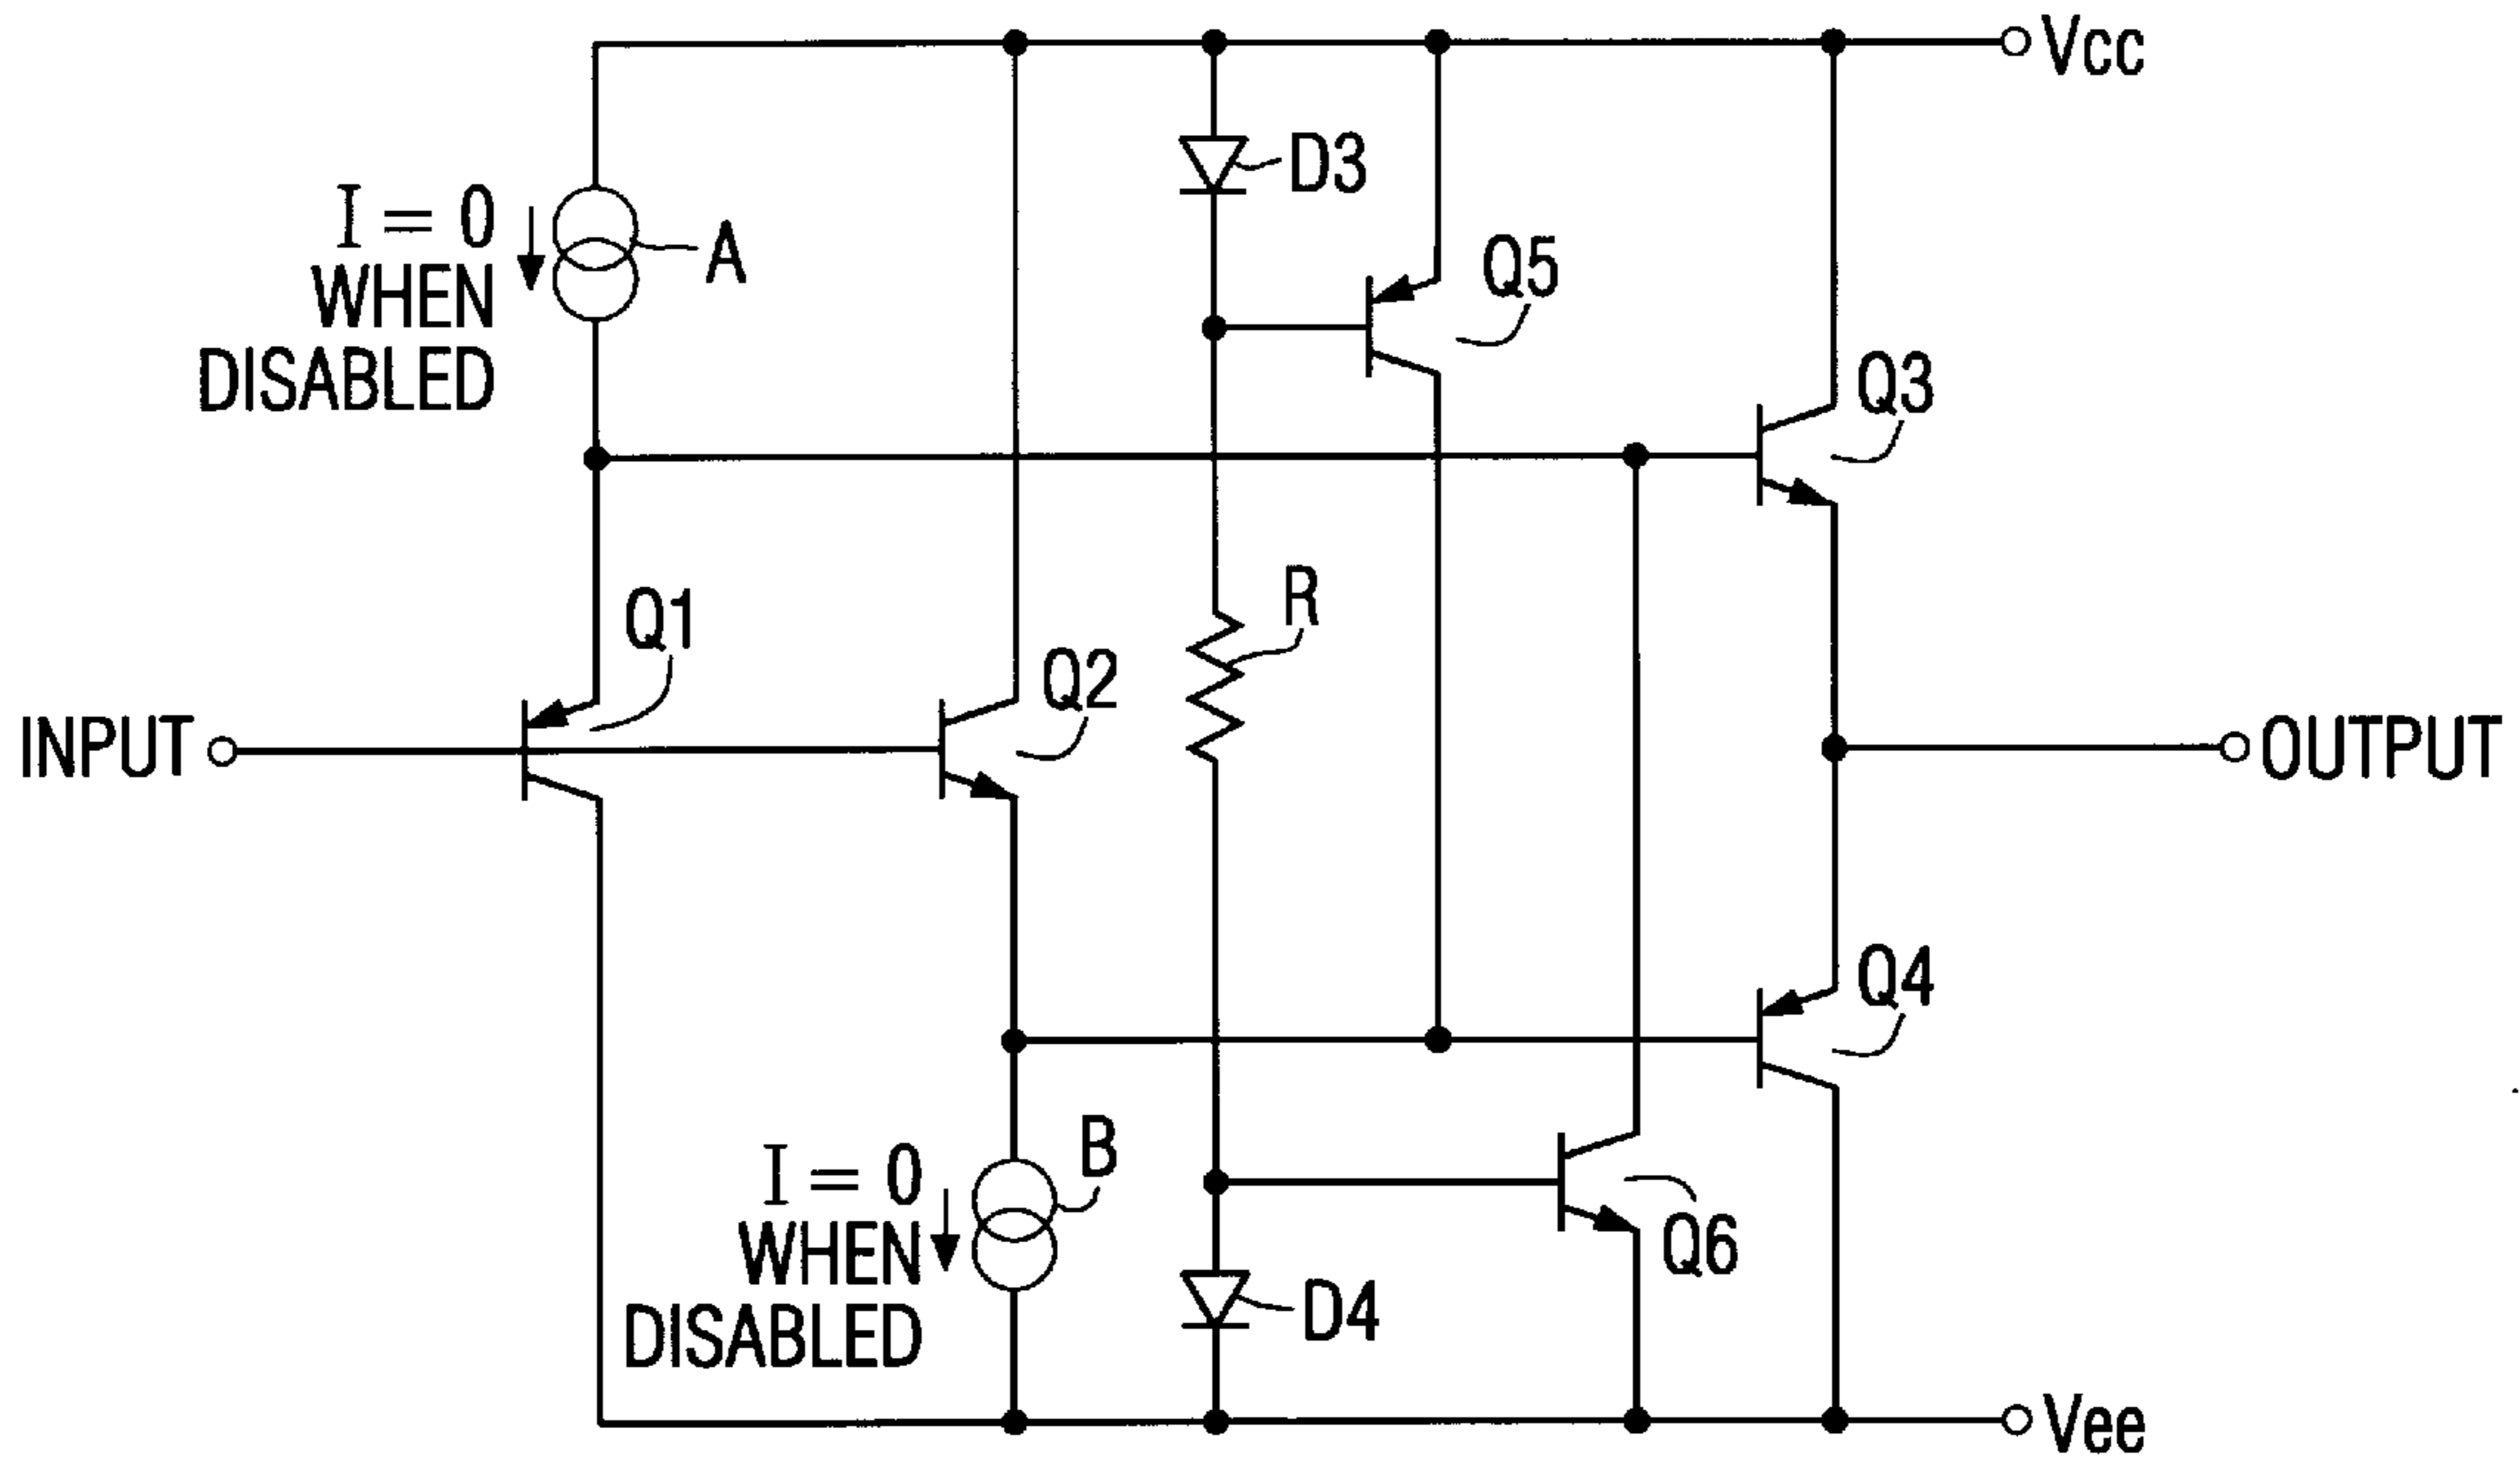 Vcc
D3
I = 0
WHEN
DISABLED
A
Q5
Q3
Q1
R
Q2
INPUT
OUTPUT
Q4
B
I = 0
WHEN
DISABLED
Q6
D4
Vee